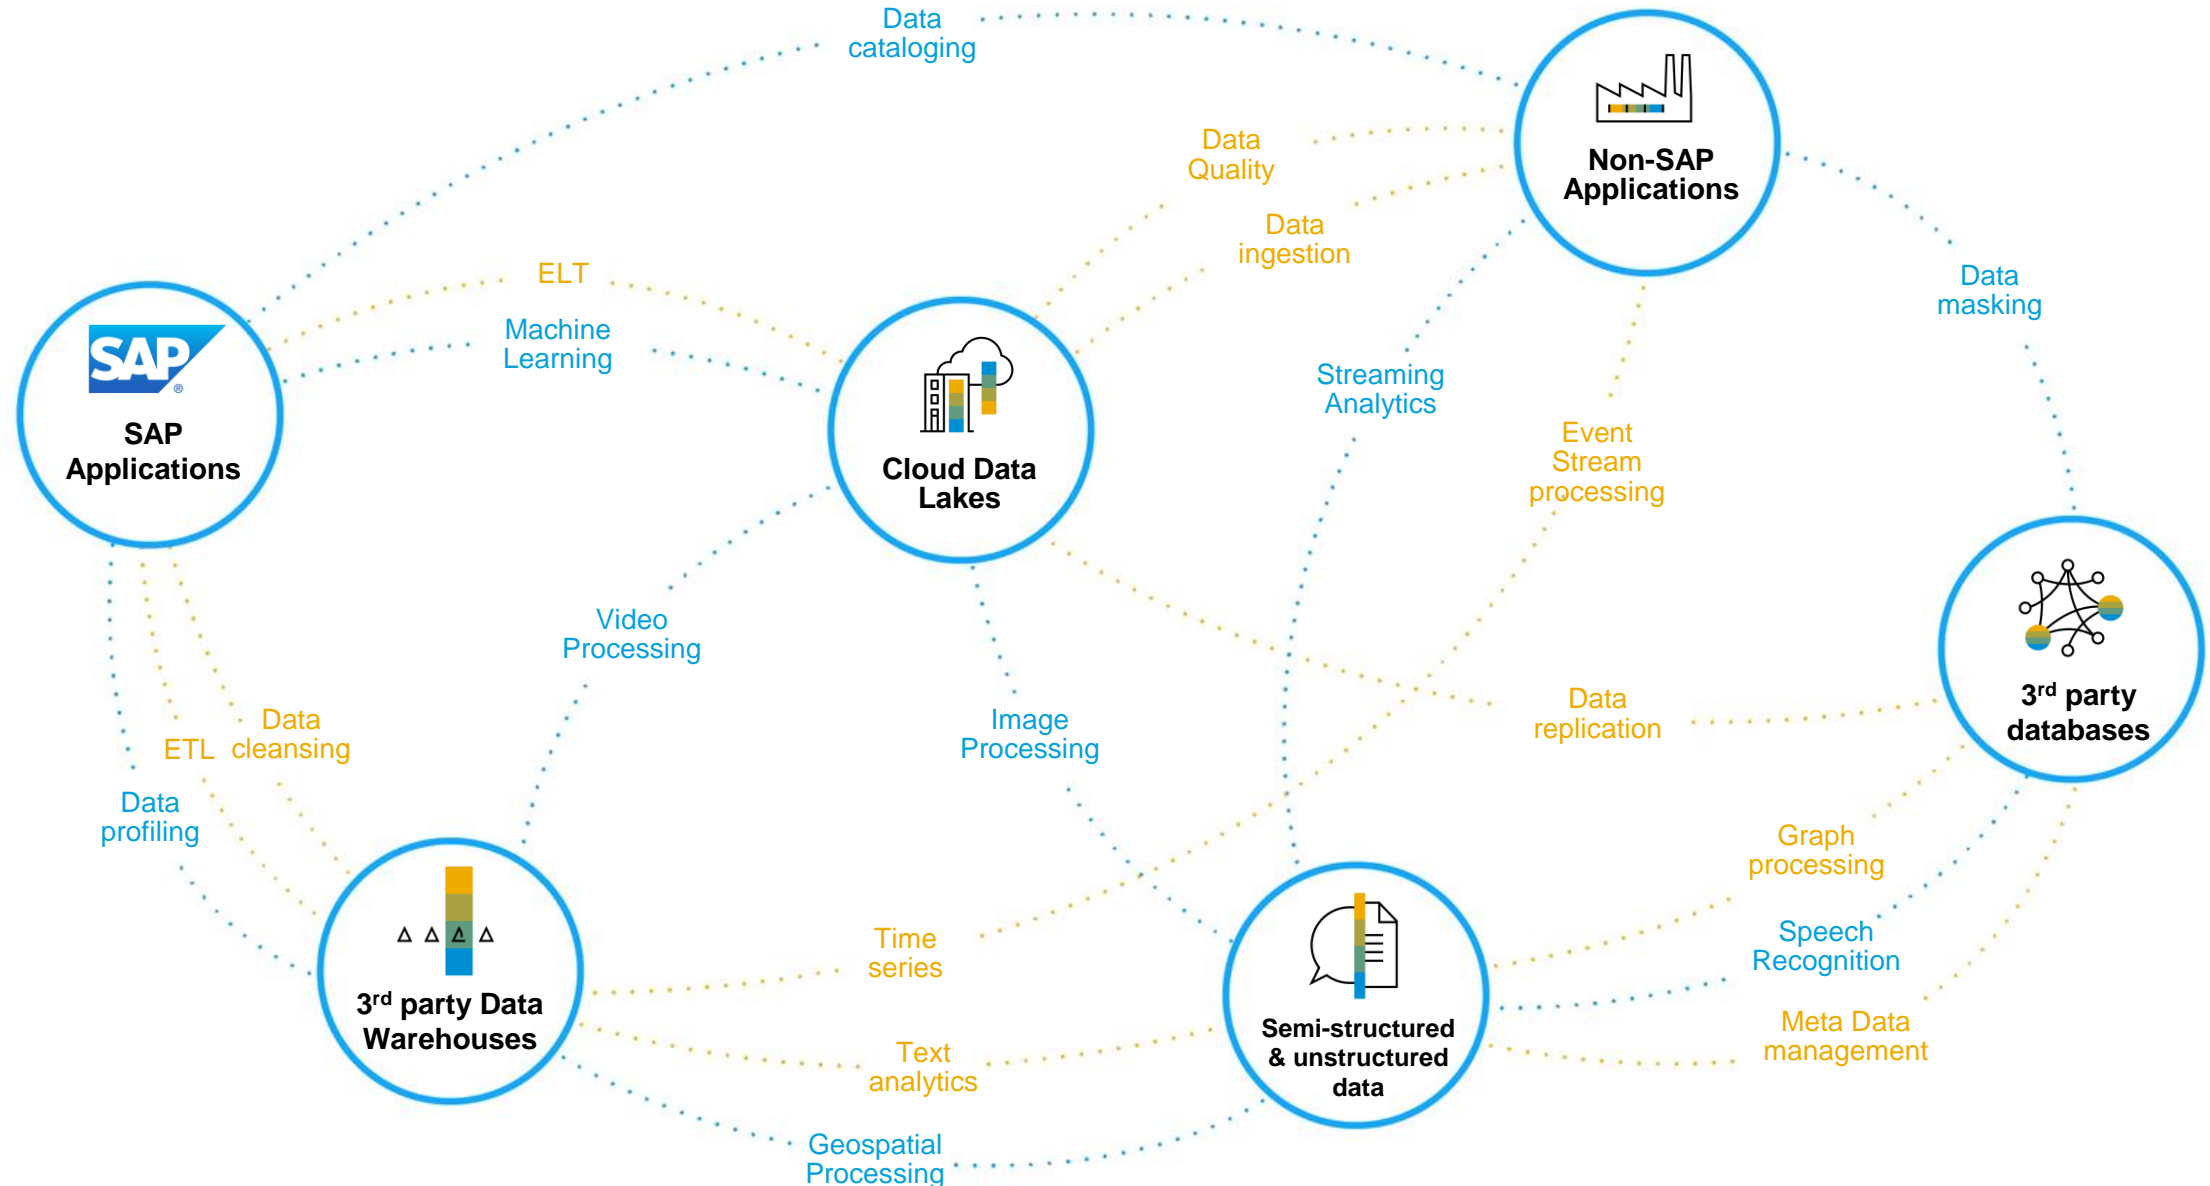 Data
cataloging
Non-SAP
Applications
Data
Quality
Data
ingestion
Data
masking
ELT
Machine
Learning
SAP
®
SAP
Applications
Cloud Data
Lakes
Streaming
Analytics
Event
Stream
processing
Video
Processing
Image
Processing
Data
replication
3rd party
databases
Data
cleansing
ETL
Data
profiling
Graph
processing
Speech
Recognition
Meta Data
management
Time
series
3rd party Data
Warehouses
Text
analytics
Semi-structured
& unstructured
data
Geospatial
Processing